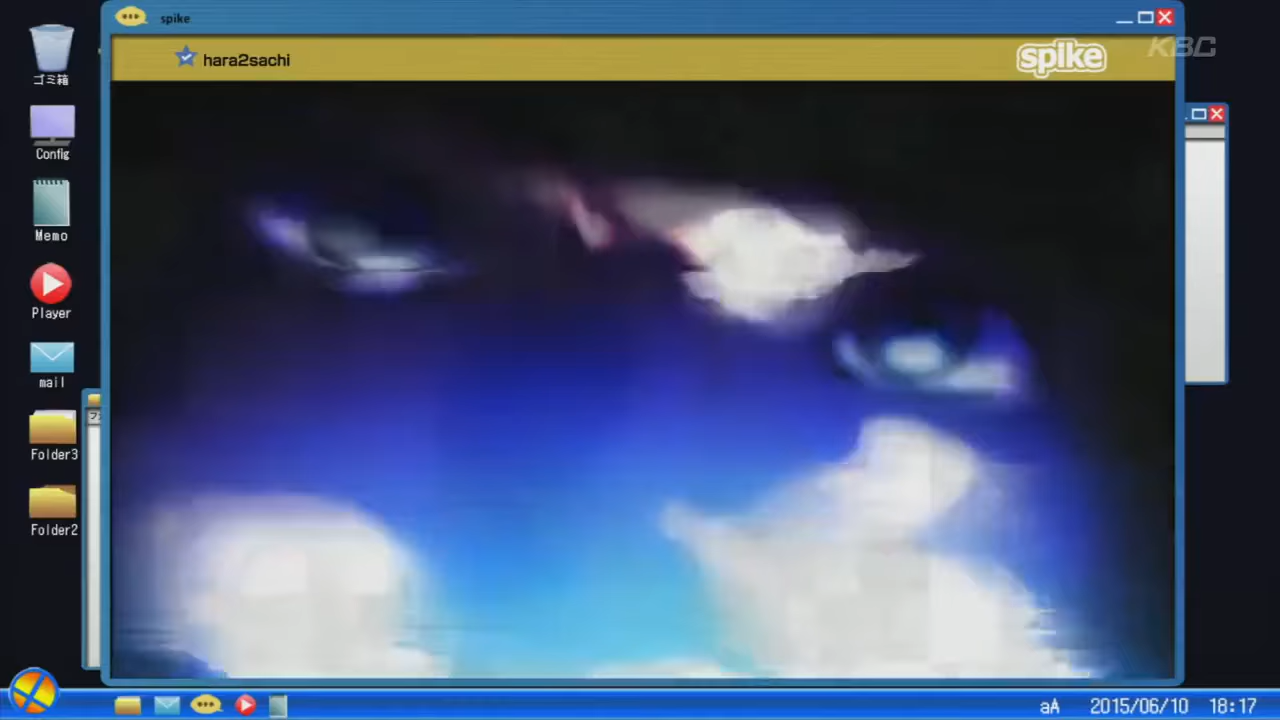 spike
hara2sachi
spike
KBC
ゴミ箱
Config
Memo
Player
mail
Folder3
Folder2
aA 2015/06/10 18:17